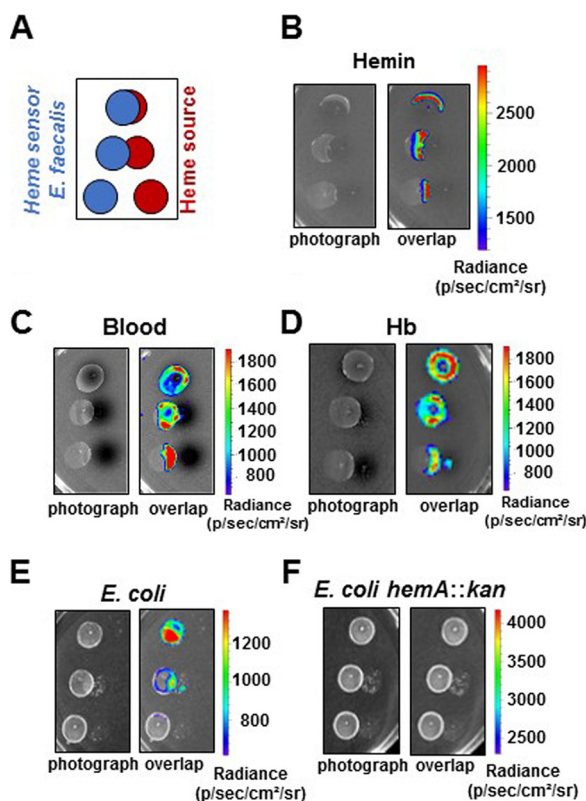 A
Heme sensor
E. faecalis
Heme source
B
Hemin
photograph
overlap
2500
2000
1500
Radiance
(p/sec/cm²/sr)
C
Blood
photograph
overlap
1800
1600
1400
1200
1000
800
Radiance
(p/sec/cm²/sr)
D
Hb
photograph
overlap
1800
1600
1400
1200
1000
800
Radiance
(p/sec/cm²/sr)
E
E. coli
photograph
overlap
1200
1000
800
Radiance
(p/sec/cm²/sr)
F
E. coli hemA::kan
photograph
overlap
4000
3500
3000
2500
Radiance
(p/sec/cm²/sr)